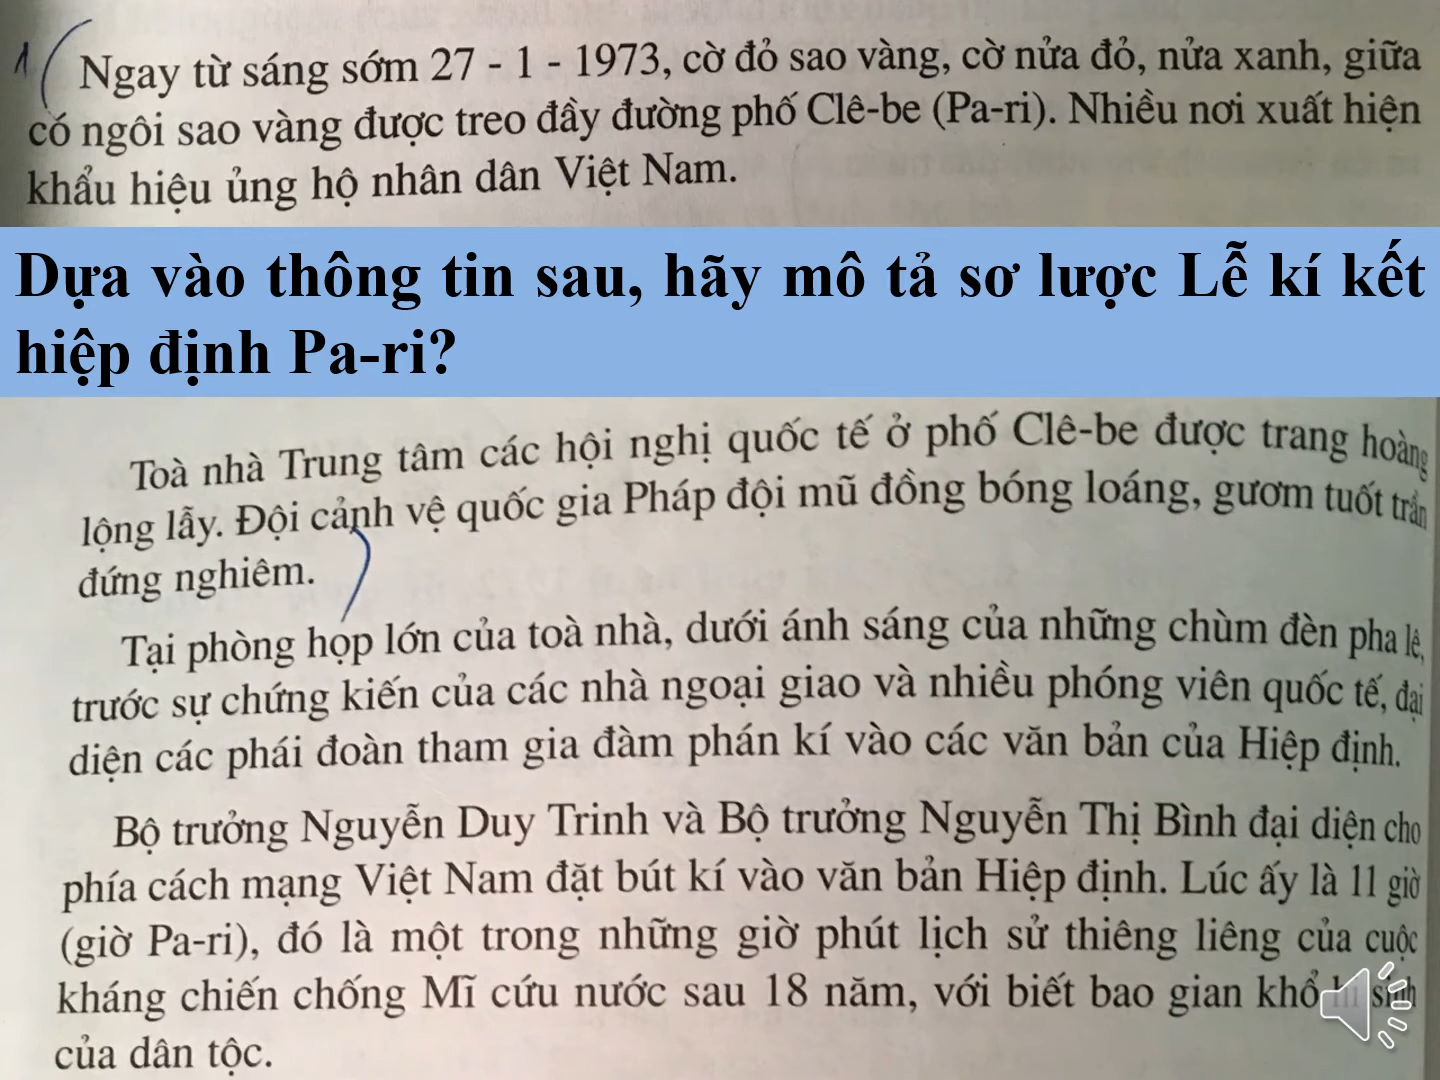 1
Ngay từ sáng sớm 27 - 1 - 1973, cờ đỏ sao vàng, cờ nửa đỏ, nửa xanh, giữa
có ngôi sao vàng được treo đầy đường phố Clê-be (Pa-ri). Nhiều nơi xuất hiện
khẩu hiệu ủng hộ nhân dân Việt Nam.
Dựa vào thông tin sau, hãy mô tả sơ lược Lễ kí kết
hiệp định Pa-ri?
Toà nhà Trung tâm các hội nghị quốc tế ở phố Clê-be được trang hoàng
lộng lẫy. Đội cảnh vệ quốc gia Pháp đội mũ đồng bóng loáng, gươm tuốt trần
đứng nghiêm.
Tại phòng họp lớn của toà nhà, dưới ánh sáng của những chùm đèn pha lê,
trước sự chứng kiến của các nhà ngoại giao và nhiều phóng viên quốc tế, đại
diện các phái đoàn tham gia đàm phán kí vào các văn bản của Hiệp định.
Bộ trưởng Nguyễn Duy Trinh và Bộ trưởng Nguyễn Thị Bình đại diện cho
phía cách mạng Việt Nam đặt bút kí vào văn bản Hiệp định. Lúc ấy là 11 giờ
(giờ Pa-ri), đó là một trong những giờ phút lịch sử thiêng liêng của cuộc
kháng chiến chống Mĩ cứu nước sau 18 năm, với biết bao gian khổ hi sinh
của dân tộc.